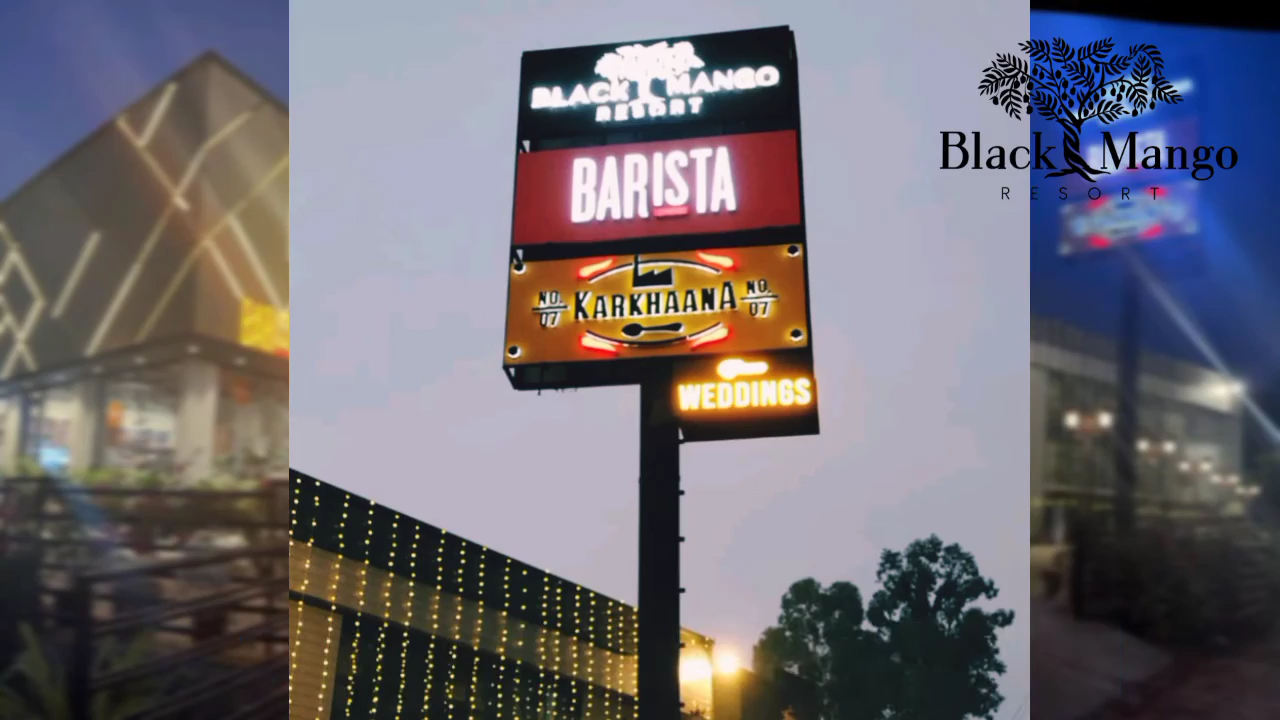 BLACK MANGO
RESORT
BARISTA
NO. 07 KARKHAANA NO. 07
WEDDINGS
Black Mango
RESORT